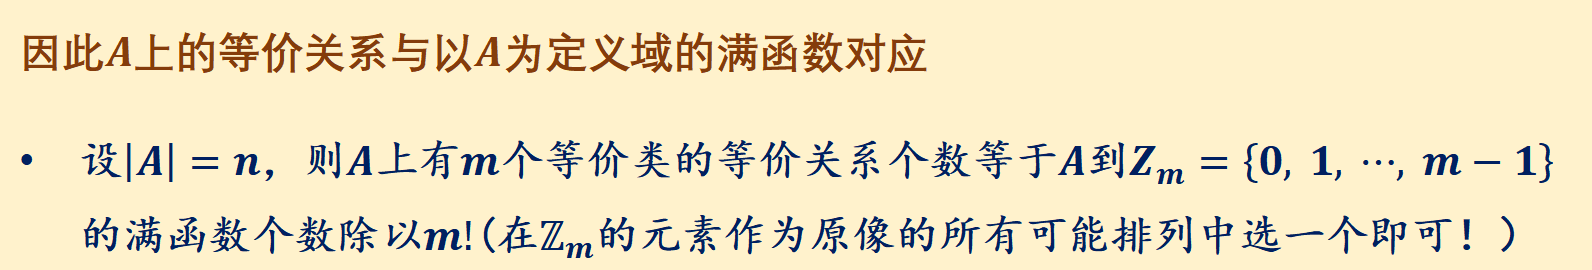 因此A上的等价关系与以A为定义域的满函数对应
• 设|A| = n，则A上有m个等价类的等价关系个数等于A到Zₘ = {0, 1, ⋯, m − 1}
的满函数个数除以m!(在ℤₘ的元素作为原像的所有可能排列中选一个即可！)